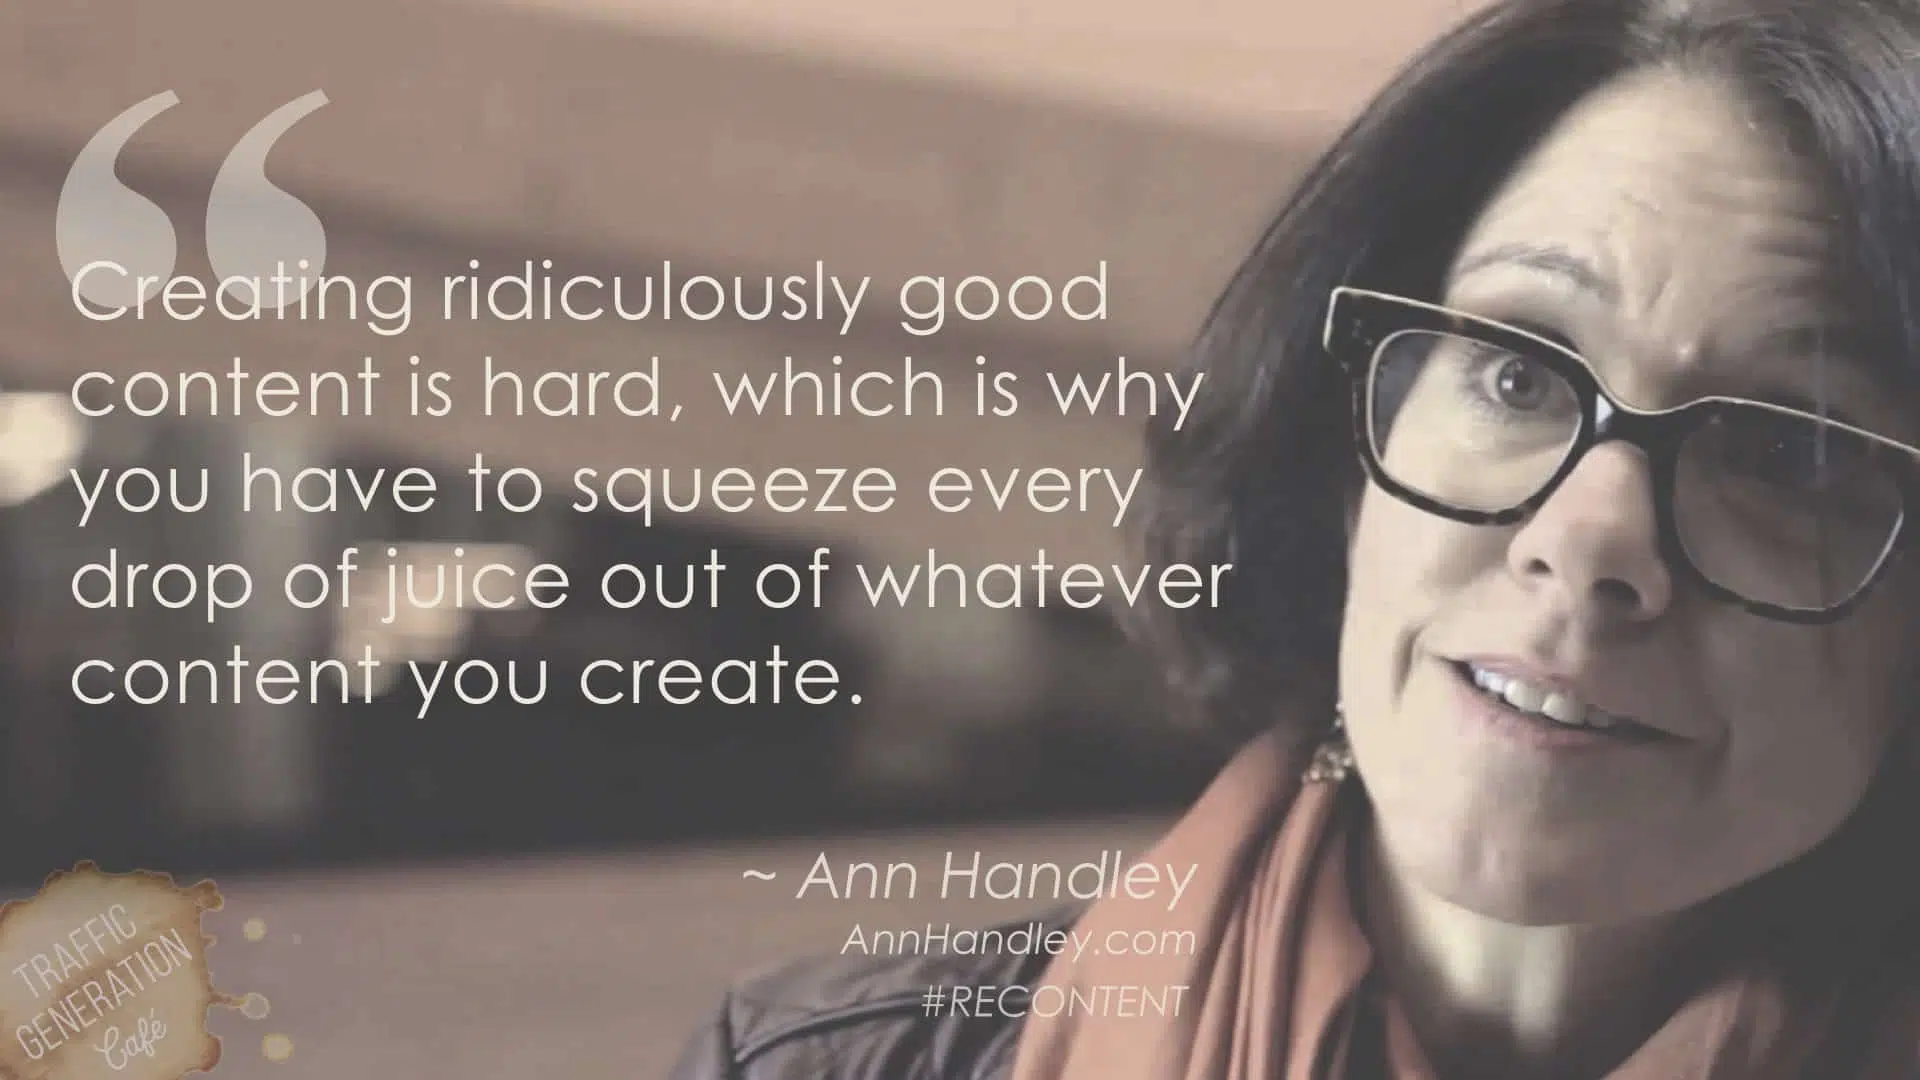 “
Creating ridiculously good
content is hard, which is why
you have to squeeze every
drop of juice out of whatever
content you create.
~ Ann Handley
AnnHandley.com
#RECONTENT
TRAFFIC
GENERATION
Café